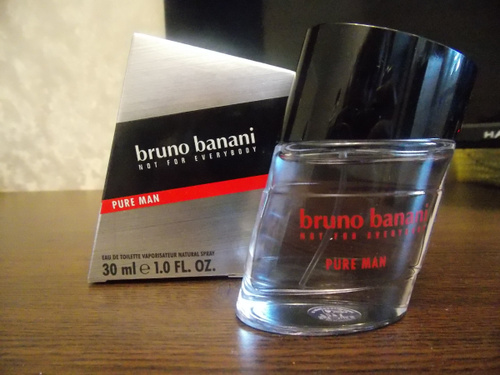 bruno banani
NOT FOR EVERYBODY
PURE MAN
EAU DE TOILETTE VAPORISATEUR NATURAL SPRAY
30 ml ℮ 1.0 FL. OZ.
bruno banani
NOT FOR EVERYBODY
PURE MAN
HA